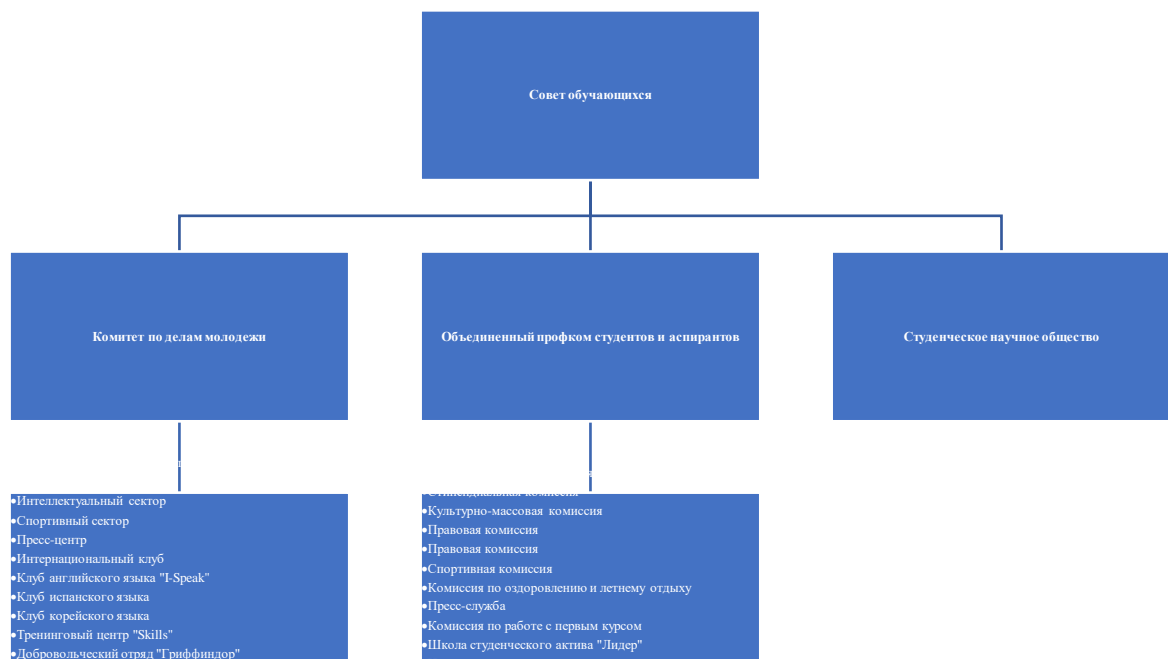 Совет обучающихся
Комитет по делам молодежи
Объединенный профком студентов и аспирантов
Студенческое научное общество
•Интеллектуальный сектор
•Спортивный сектор
•Пресс-центр
•Интернациональный клуб
•Клуб английского языка "I-Speak"
•Клуб испанского языка
•Клуб корейского языка
•Тренинговый центр "Skills"
•Добровольческий отряд "Гриффиндор"
•Стипендиальная комиссия
•Культурно-массовая комиссия
•Правовая комиссия
•Правовая комиссия
•Спортивная комиссия
•Комиссия по оздоровлению и летнему отдыху
•Пресс-служба
•Комиссия по работе с первым курсом
•Школа студенческого актива "Лидер"